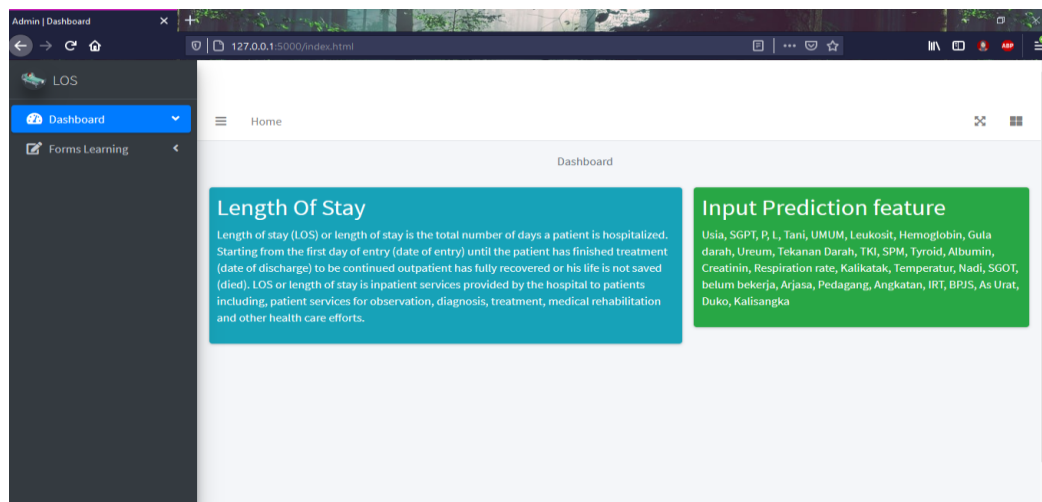 Admin | Dashboard
127.0.0.1:5000/index.html
ABP
LOS
Dashboard
Home
Forms Learning
Dashboard
Length Of Stay
Length of stay (LOS) or length of stay is the total number of days a patient is hospitalized.
Starting from the first day of entry (date of entry) until the patient has finished treatment
(date of discharge) to be continued outpatient has fully recovered or his life is not saved
(died). LOS or length of stay is inpatient services provided by the hospital to patients
including, patient services for observation, diagnosis, treatment, medical rehabilitation
and other health care efforts.
Input Prediction feature
Usia, SGPT, P, L, Tani, UMUM, Leukosit, Hemoglobin, Gula
darah, Ureum, Tekanan Darah, TKI, SPM, Tyroid, Albumin,
Creatinin, Respiration rate, Kalikatak, Temperatur, Nadi, SGOT,
belum bekerja, Arjasa, Pedagang, Angkatan, IRT, BPJS, As Urat,
Duko, Kalisangka